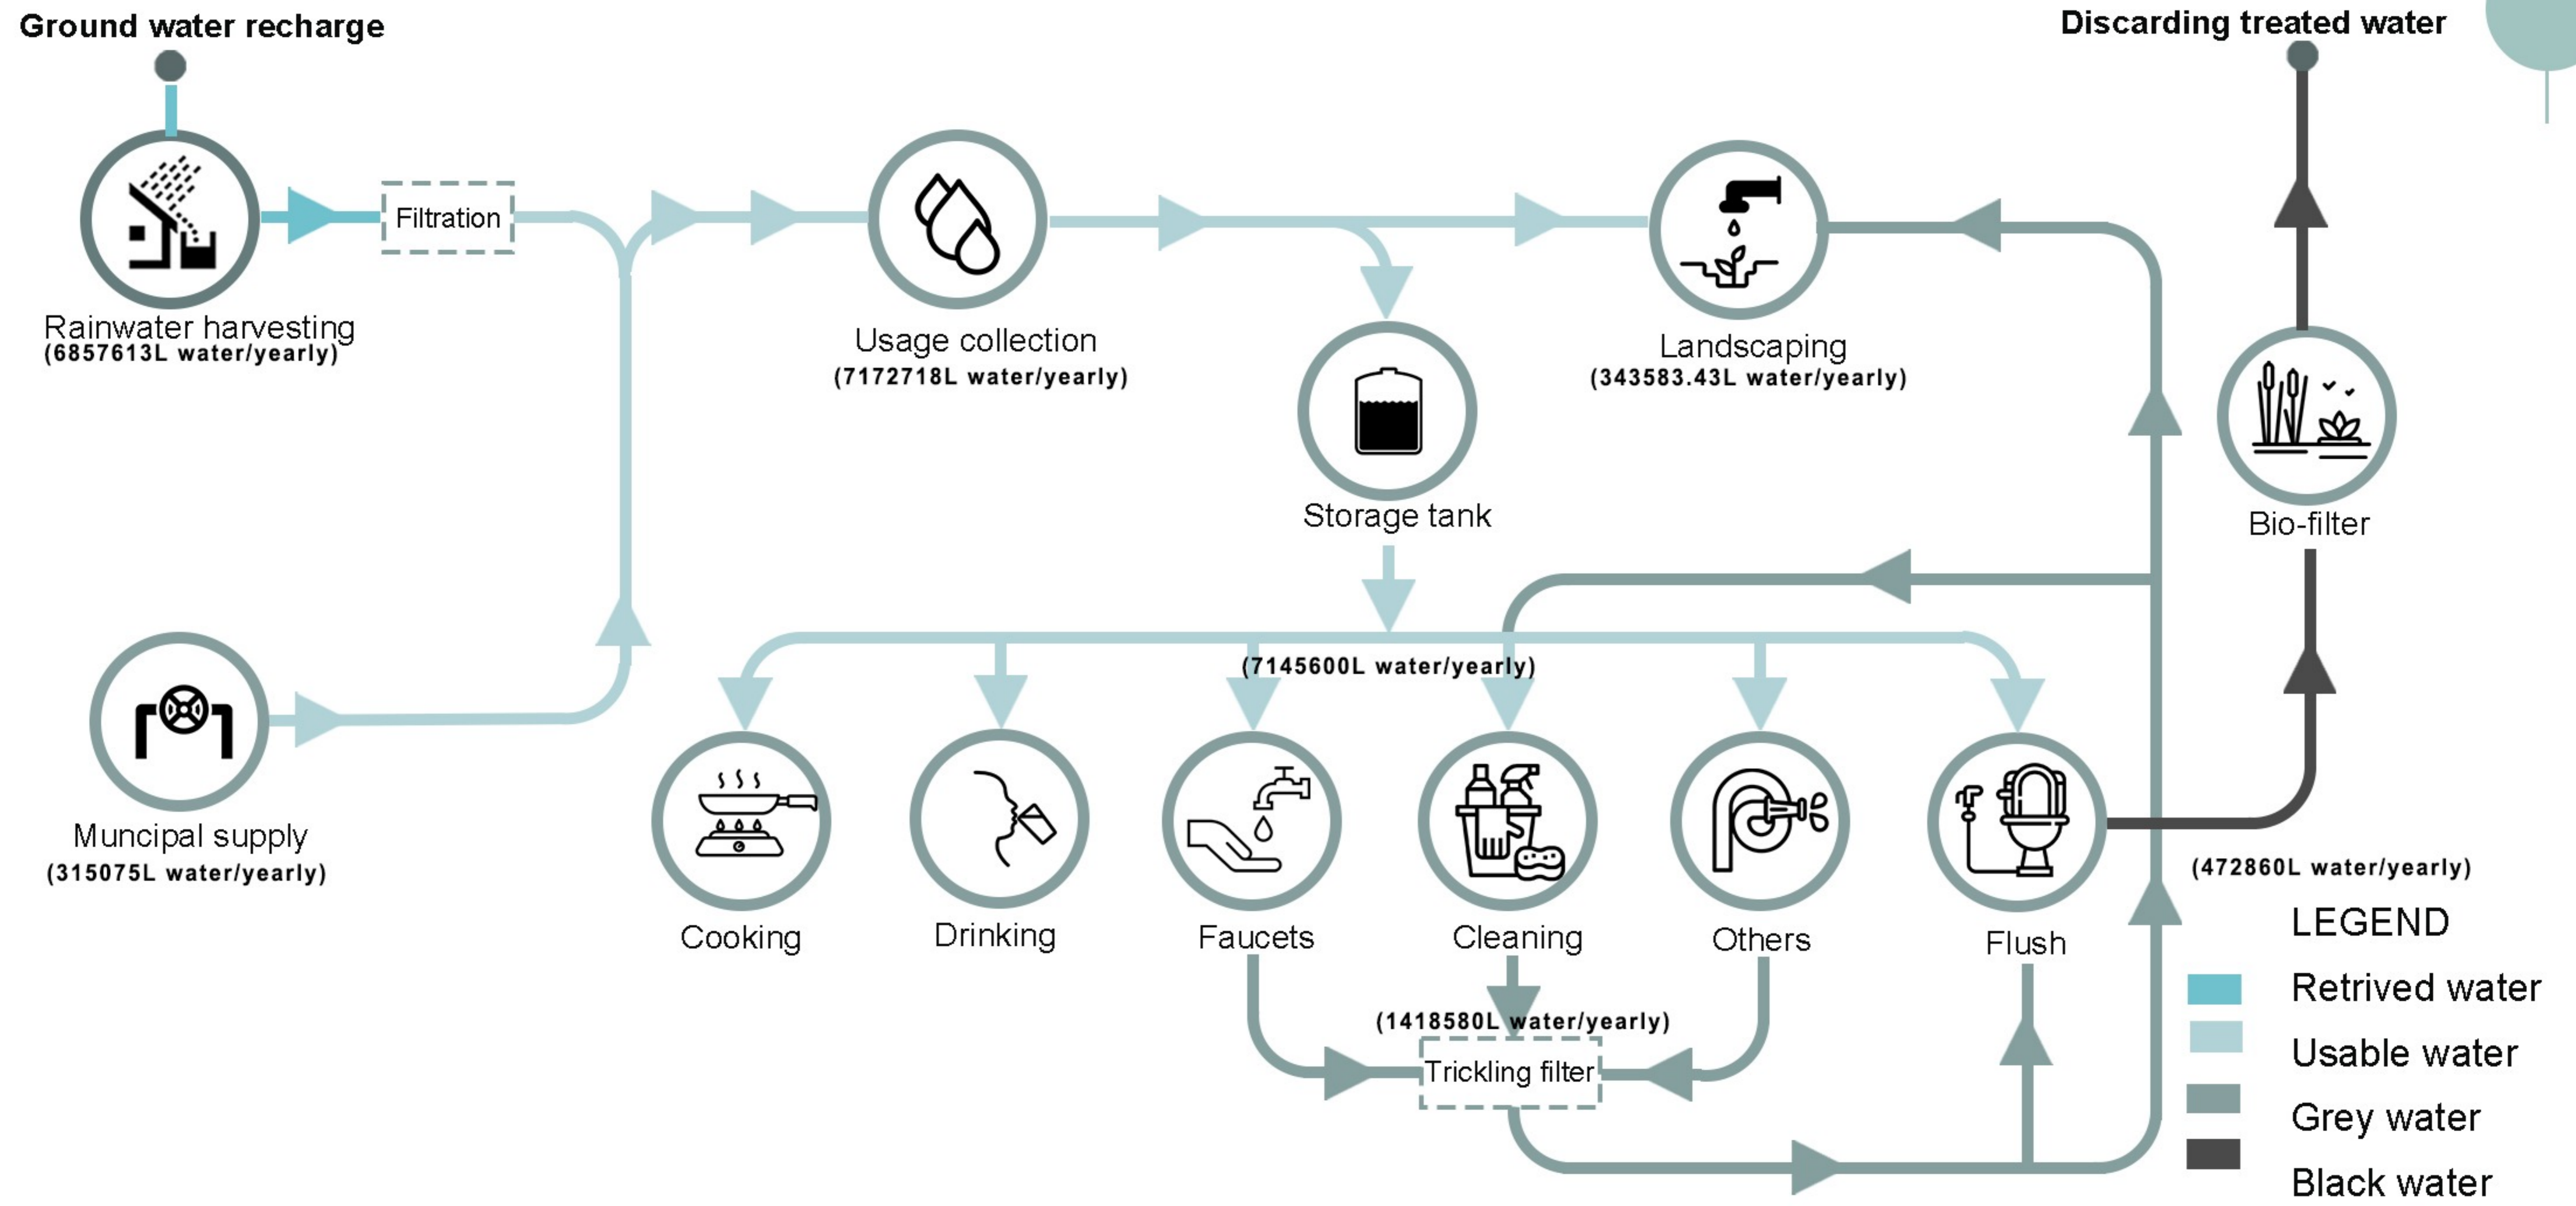 Ground water recharge
Discarding treated water
Filtration
Rainwater harvesting
(6857613L water/yearly)
Usage collection
(7172718L water/yearly)
Landscaping
(343583.43L water/yearly)
Storage tank
Bio-filter
(7145600L water/yearly)
Muncipal supply
(315075L water/yearly)
Cooking
Drinking
Faucets
Cleaning
Others
Flush
(472860L water/yearly)
(1418580L water/yearly)
Trickling filter
LEGEND
Retrived water
Usable water
Grey water
Black water